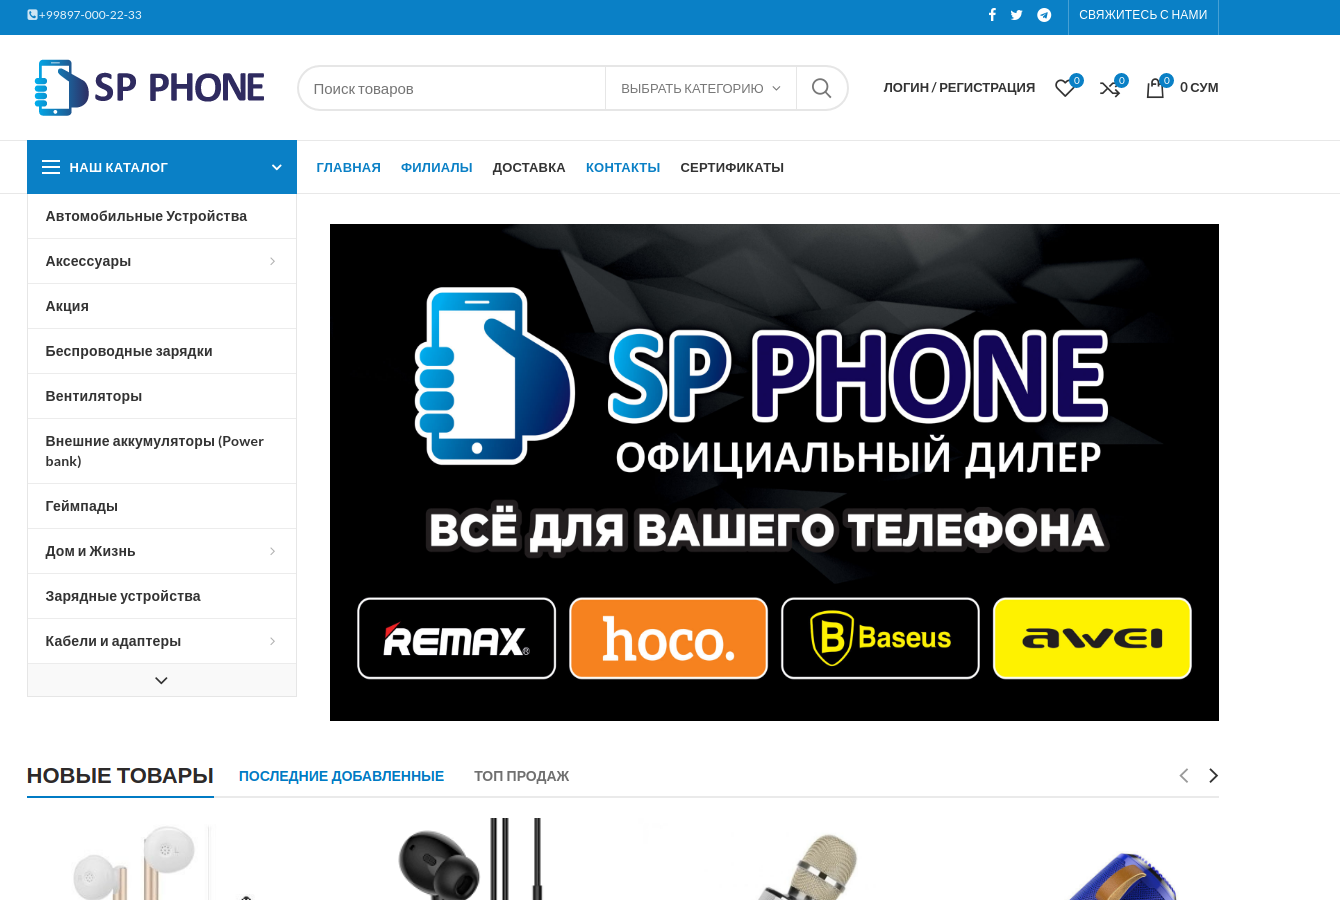 +99897-000-22-33
СВЯЖИТЕСЬ С НАМИ
SP PHONE
Поиск товаров
ВЫБРАТЬ КАТЕГОРИЮ
ЛОГИН / РЕГИСТРАЦИЯ
0
0
0
0 СУМ
НАШ КАТАЛОГ
ГЛАВНАЯ
ФИЛИАЛЫ
ДОСТАВКА
КОНТАКТЫ
СЕРТИФИКАТЫ
Автомобильные Устройства
Аксессуары
Акция
Беспроводные зарядки
Вентиляторы
Внешние аккумуляторы (Power
bank)
Геймпады
Дом и Жизнь
Зарядные устройства
Кабели и адаптеры
SP PHONE
ОФИЦИАЛЬНЫЙ ДИЛЕР
ВСЁ ДЛЯ ВАШЕГО ТЕЛЕФОНА
REMAX®
hoco.
B Baseus
awei
НОВЫЕ ТОВАРЫ
ПОСЛЕДНИЕ ДОБАВЛЕННЫЕ
ТОП ПРОДАЖ